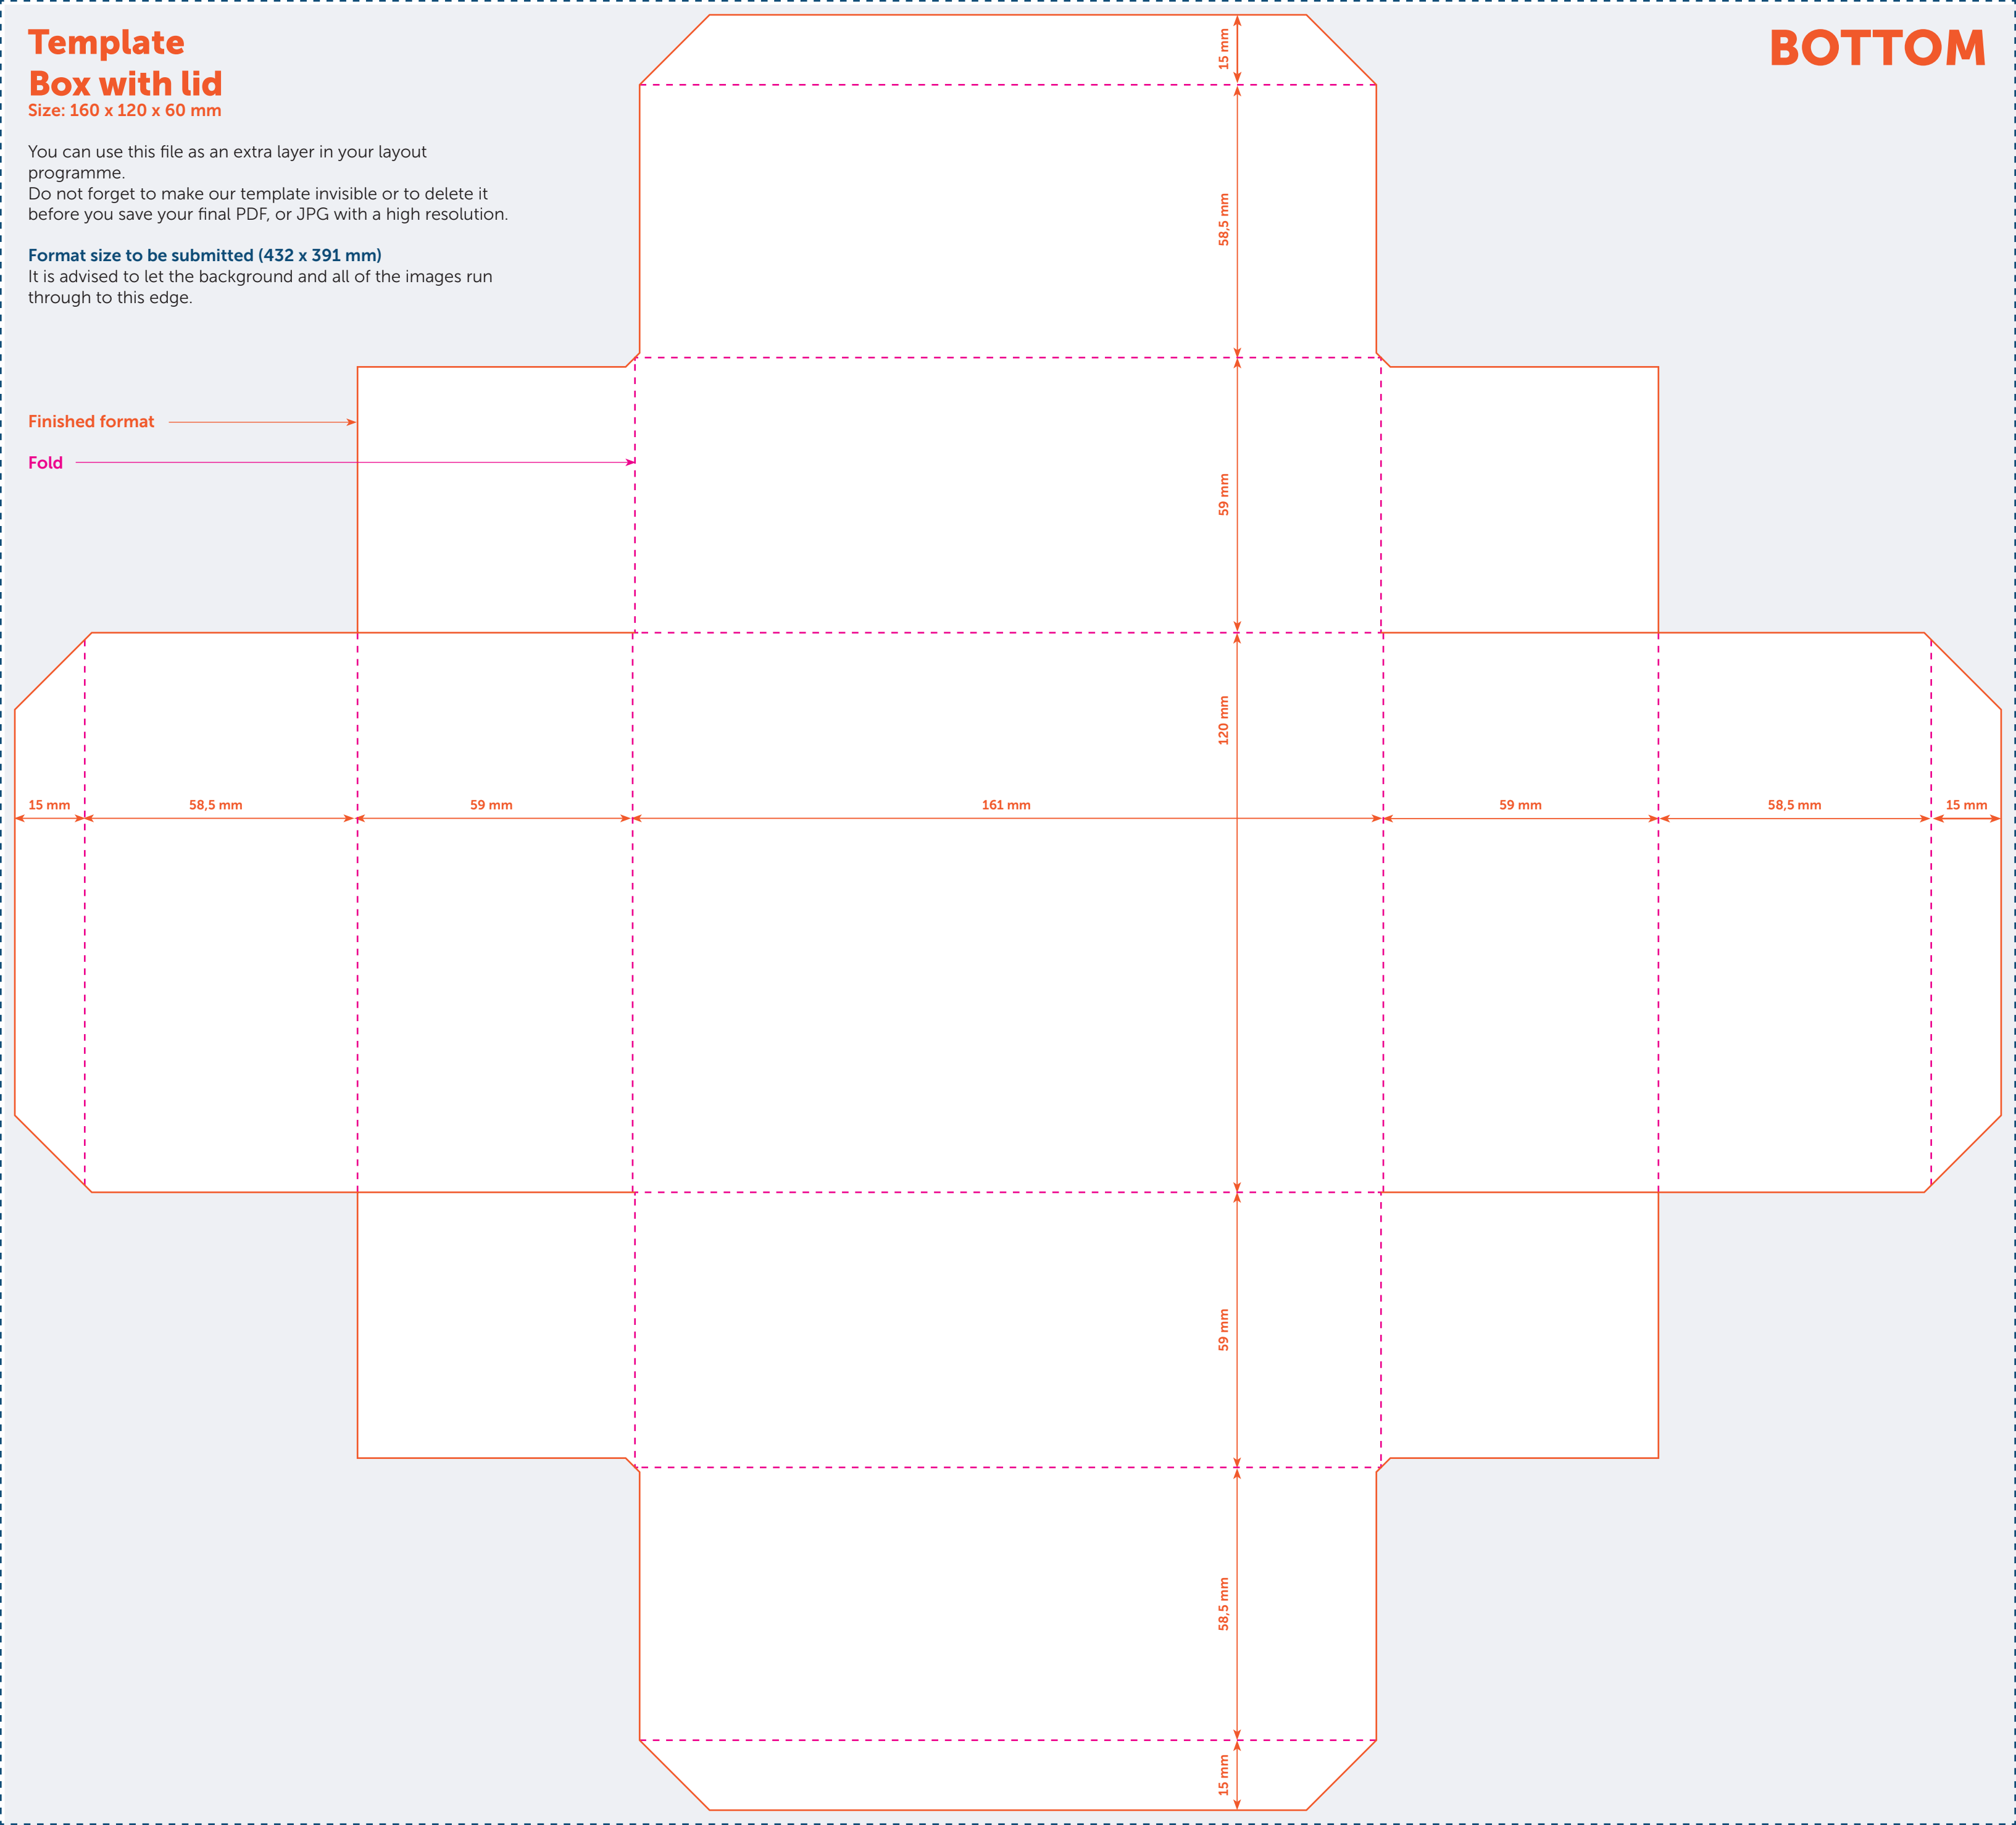 Template
Box with lid
Size: 160 x 120 x 60 mm
BOTTOM
You can use this file as an extra layer in your layout
programme.
Do not forget to make our template invisible or to delete it
before you save your final PDF, or JPG with a high resolution.
Format size to be submitted (432 x 391 mm)
It is advised to let the background and all of the images run
through to this edge.
Finished format
Fold
15 mm
58,5 mm
59 mm
120 mm
15 mm
58,5 mm
59 mm
161 mm
59 mm
58,5 mm
15 mm
59 mm
58,5 mm
15 mm